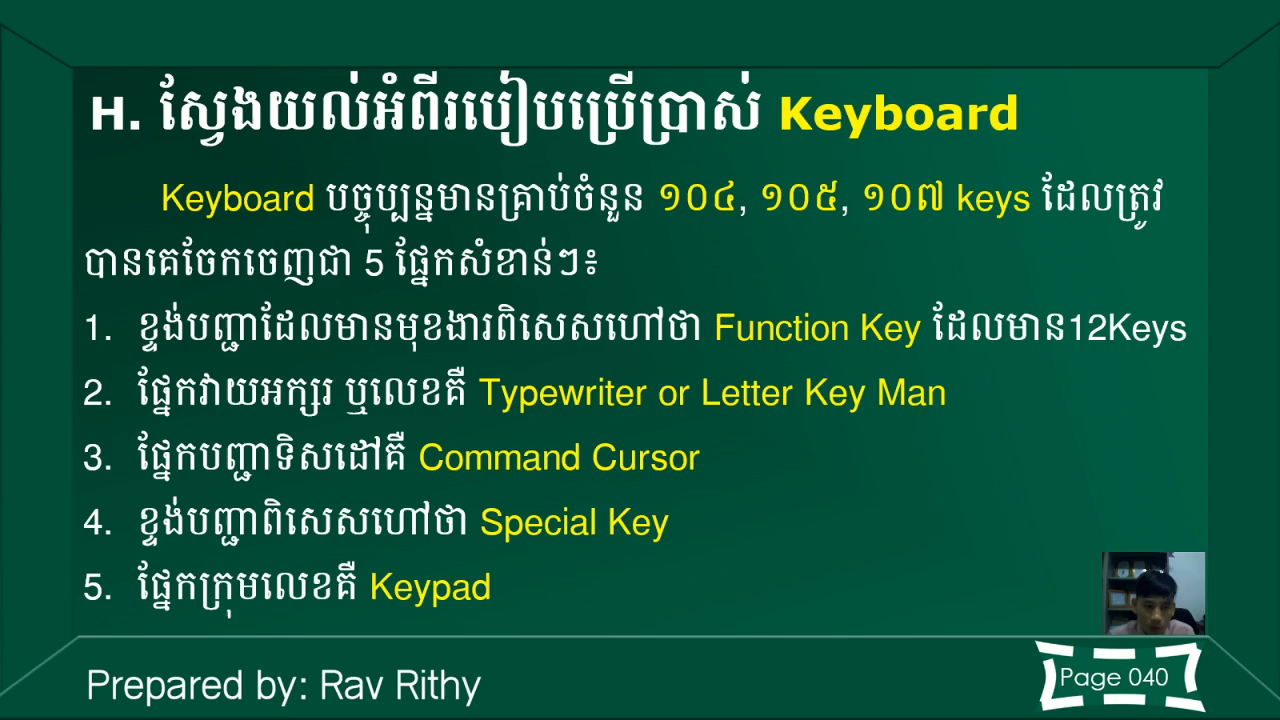 H. ស្វែងយល់អំពីរបៀបប្រើប្រាស់ Keyboard
Keyboard បច្ចុប្បន្នមានគ្រាប់ចំនួន ១០៤, ១០៥, ១០៧ keys ដែលត្រូវ
បានគេចែកចេញជា 5 ផ្នែកសំខាន់ៗ៖
1. ខ្ទង់បញ្ជាដែលមានមុខងារពិសេសហៅថា Function Key ដែលមាន12Keys
2. ផ្នែកវាយអក្សរ ឬលេខគឺ Typewriter or Letter Key Man
3. ផ្នែកបញ្ជាទិសដៅគឺ Command Cursor
4. ខ្ទង់បញ្ជាពិសេសហៅថា Special Key
5. ផ្នែកក្រុមលេខគឺ Keypad
Prepared by: Rav Rithy
Page 040